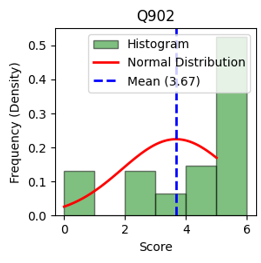 Q902
Histogram
Normal Distribution
Mean (3.67)
Frequency (Density)
0.5
0.4
0.3
0.2
0.1
0.0
0 2 4 6
Score